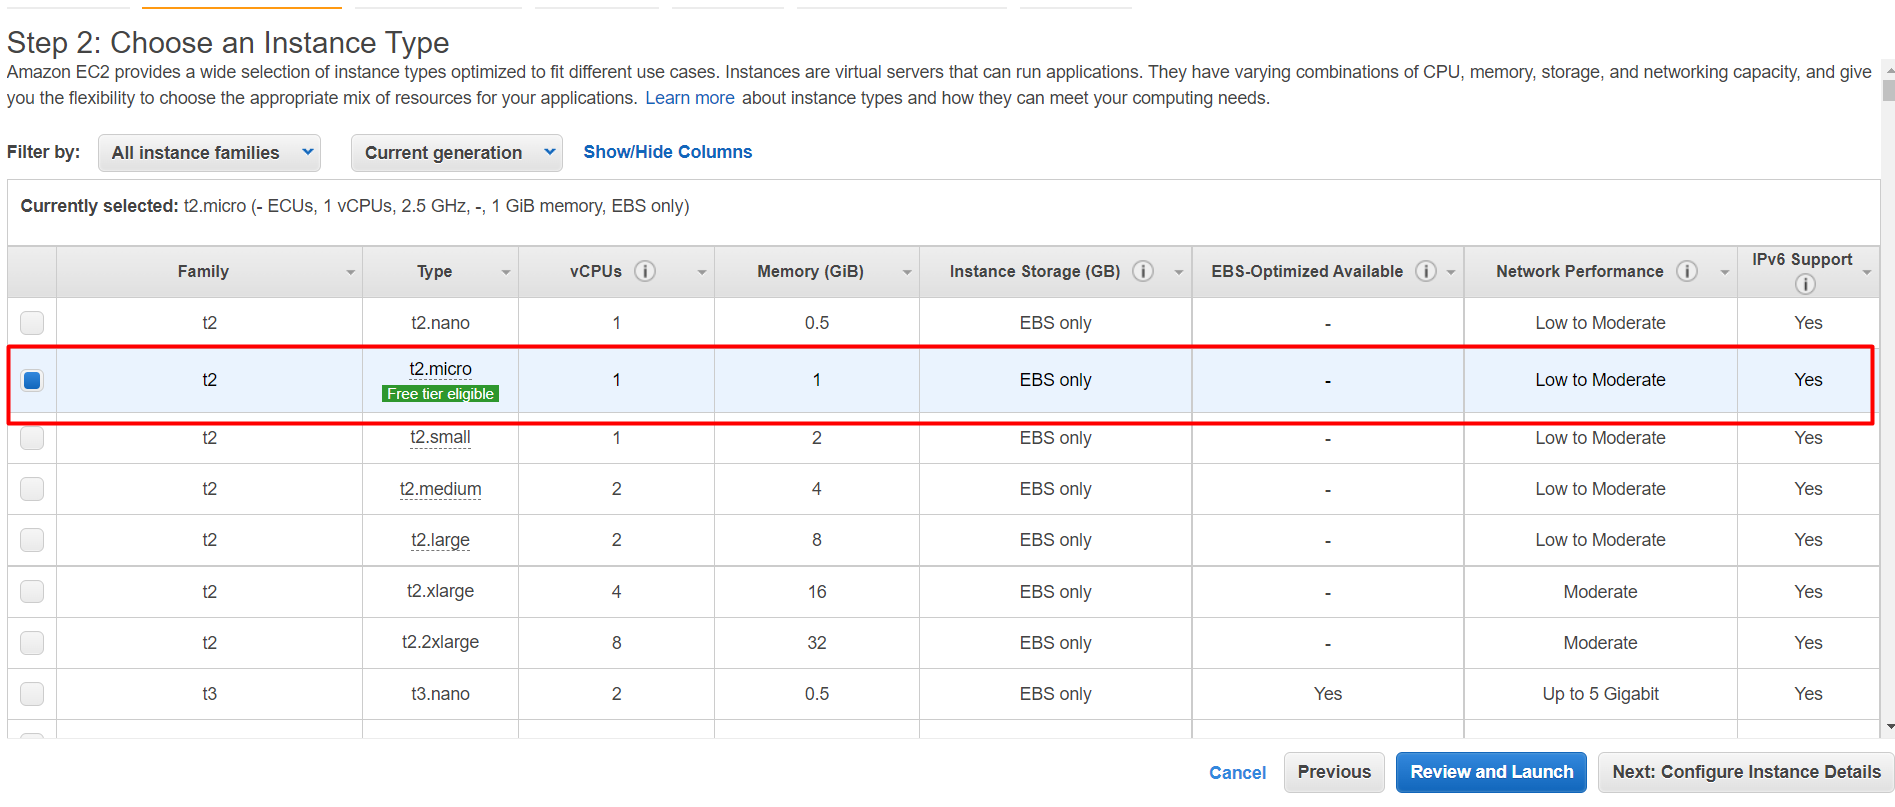 Step 2: Choose an Instance Type
Amazon EC2 provides a wide selection of instance types optimized to fit different use cases. Instances are virtual servers that can run applications. They have varying combinations of CPU, memory, storage, and networking capacity, and give
you the flexibility to choose the appropriate mix of resources for your applications. Learn more about instance types and how they can meet your computing needs.
Filter by: All instance families Current generation Show/Hide Columns
Currently selected: t2.micro (- ECUs, 1 vCPUs, 2.5 GHz, -, 1 GiB memory, EBS only)
Family Type vCPUs i Memory (GiB) Instance Storage (GB) i EBS-Optimized Available i Network Performance i IPv6 Support i
t2 t2.nano 1 0.5 EBS only - Low to Moderate Yes
t2 t2.micro 1 1 EBS only - Low to Moderate Yes
Free tier eligible
t2 t2.small 1 2 EBS only - Low to Moderate Yes
t2 t2.medium 2 4 EBS only - Low to Moderate Yes
t2 t2.large 2 8 EBS only - Low to Moderate Yes
t2 t2.xlarge 4 16 EBS only - Moderate Yes
t2 t2.2xlarge 8 32 EBS only - Moderate Yes
t3 t3.nano 2 0.5 EBS only Yes Up to 5 Gigabit Yes
Cancel Previous Review and Launch Next: Configure Instance Details